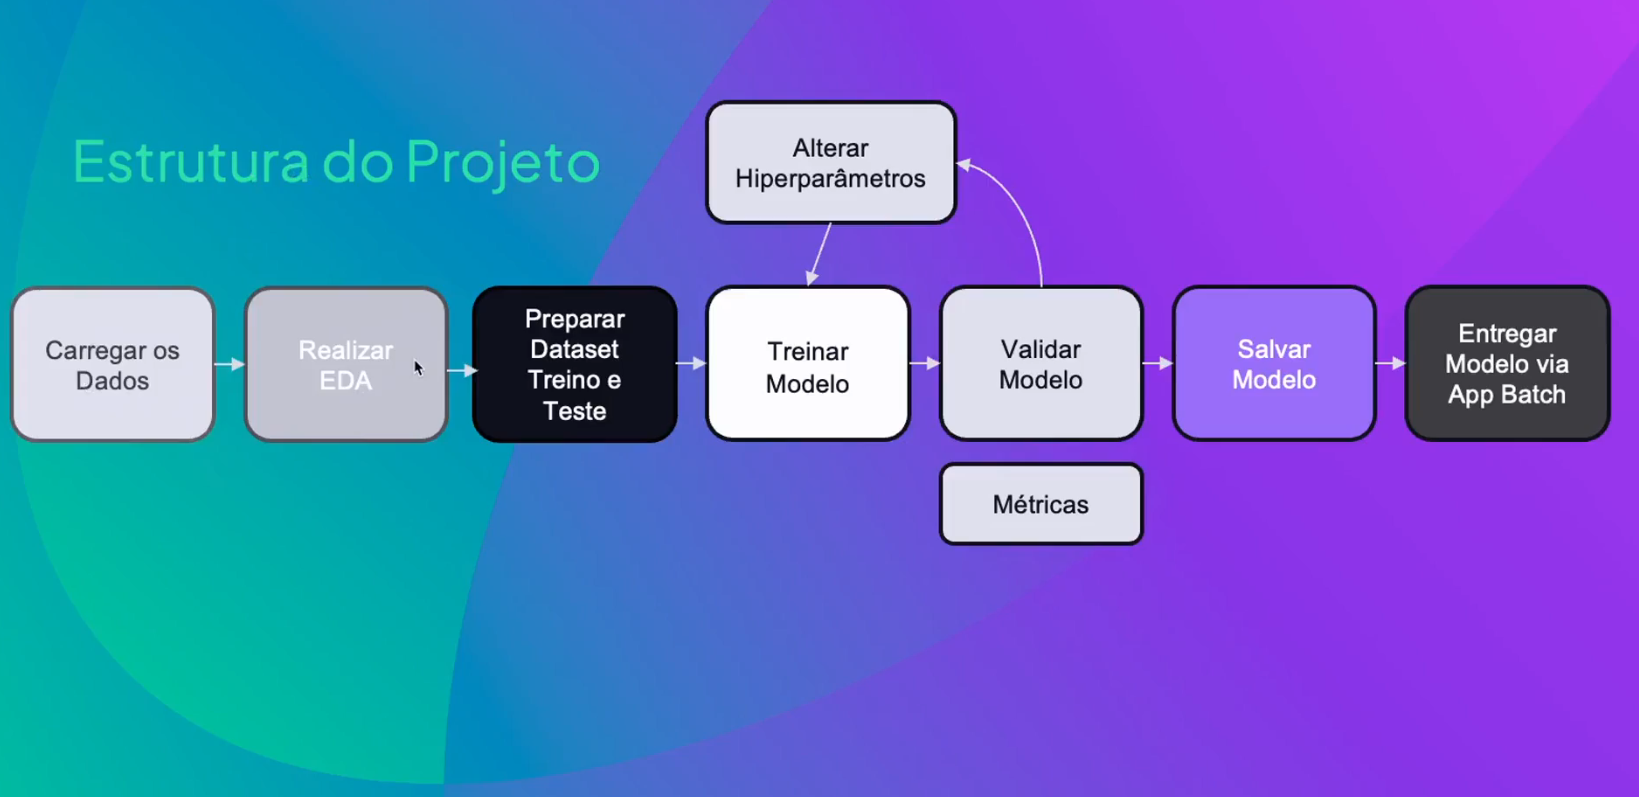 Estrutura do Projeto
Alterar
Hiperparâmetros
Carregar os
Dados
Realizar
EDA
Preparar
Dataset
Treino e
Teste
Treinar
Modelo
Validar
Modelo
Salvar
Modelo
Entregar
Modelo via
App Batch
Métricas